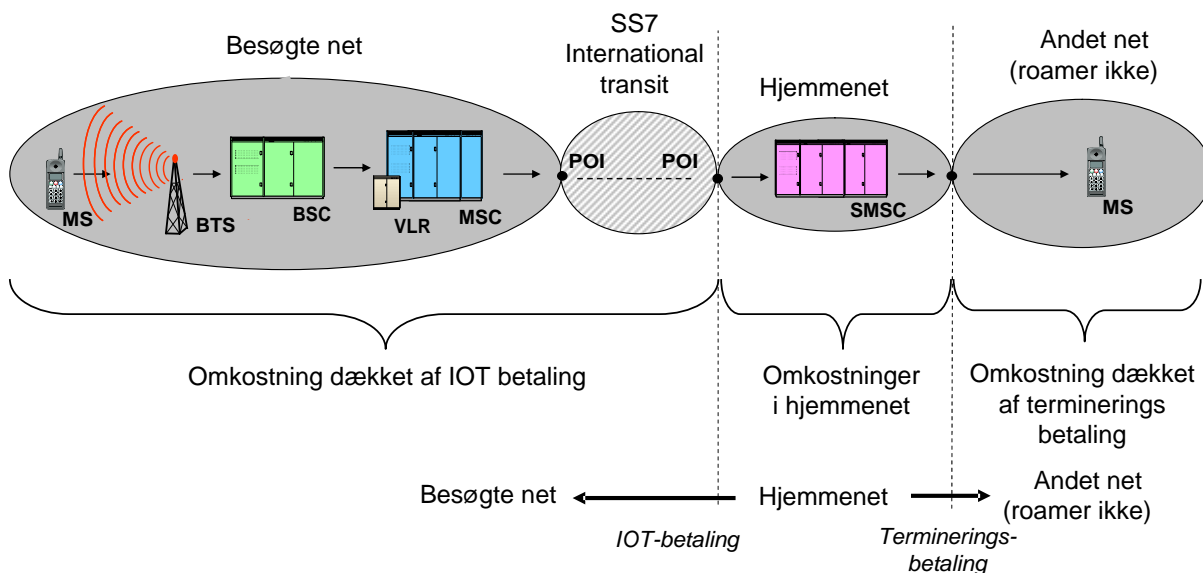 Besøgte net
SS7
International
transit
Hjemmenet
Andet net
(roamer ikke)
MS
BTS
BSC
VLR
MSC
POI
POI
SMSC
MS
Omkostning dækket af IOT betaling
Omkostninger
i hjemmenet
Omkostning dækket
af terminerings
betaling
Besøgte net
Hjemmenet
Andet net
(roamer ikke)
IOT-betaling
Terminerings-
betaling